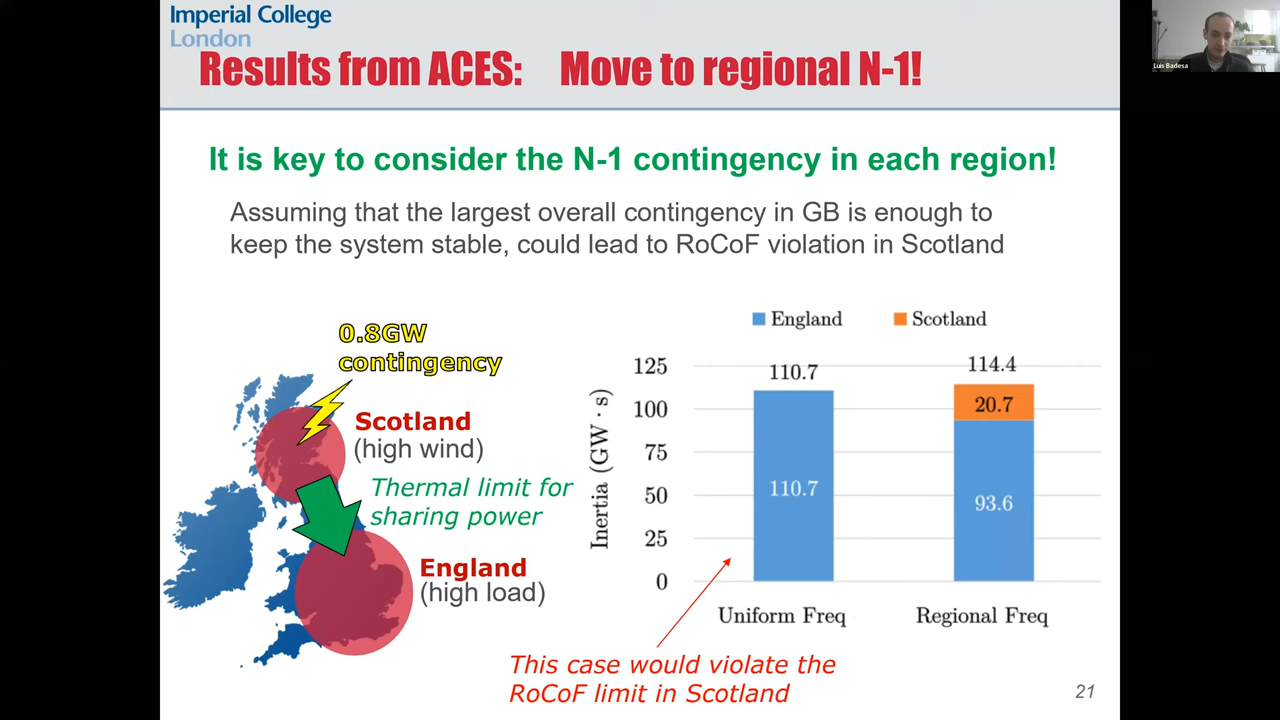 Imperial College
London
Results from ACES: Move to regional N-1!
Luis Badesa
It is key to consider the N-1 contingency in each region!
Assuming that the largest overall contingency in GB is enough to
keep the system stable, could lead to RoCoF violation in Scotland
0.8GW
contingency
Scotland
(high wind)
Thermal limit for
sharing power
England
(high load)
England
Scotland
Inertia (GW · s)
125
100
75
50
25
0
110.7
110.7
114.4
20.7
93.6
Uniform Freq
Regional Freq
This case would violate the
RoCoF limit in Scotland
21